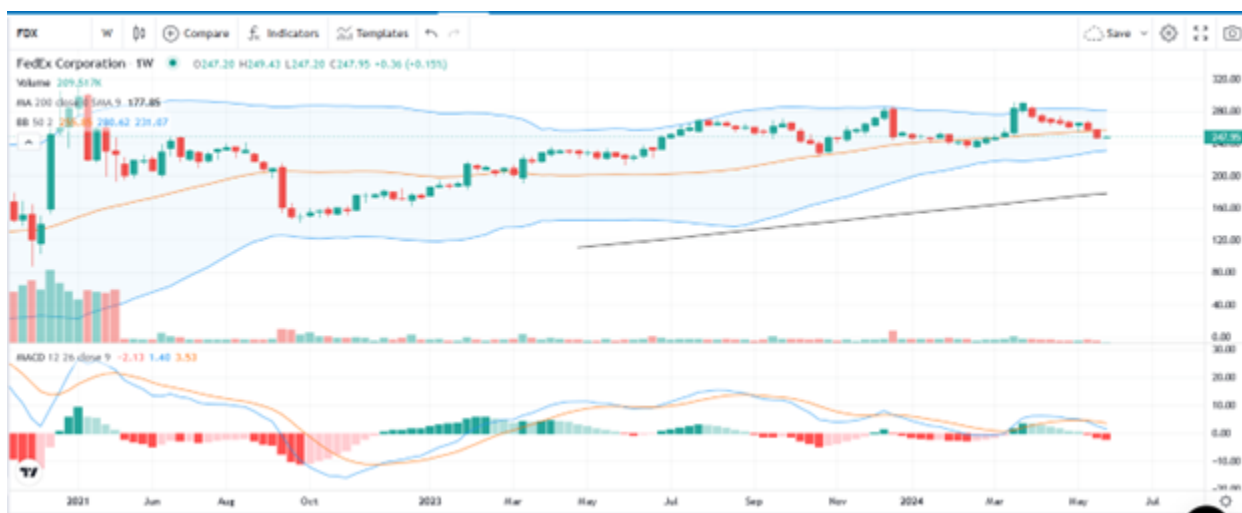 FDX W Compare Indicators Templates Save
FedEx Corporation 1W O247.20 H249.43 L247.20 C247.95 +0.36 (+0.15%)
Volume 209.517K
MA 200 close 0 SMA 9 177.85
BB 50 2 280.62 231.07
320.00
280.00
247.95
240.00
200.00
160.00
120.00
80.00
40.00
0.00
MACD 12 26 close 9 -2.13 1.40 3.53
30.00
20.00
10.00
0.00
-10.00
-20.00
2021 Jun Aug Oct 2023 Mar May Jul Sep Nov 2024 Mar May Jul